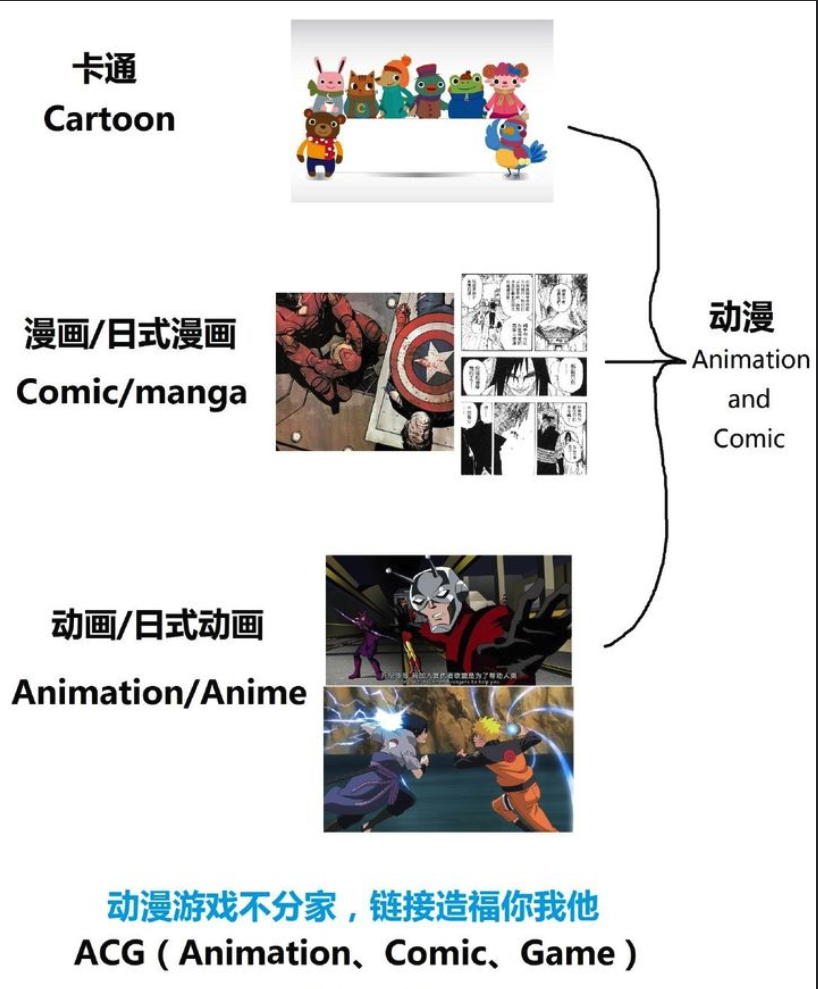 卡通
Cartoon
漫画/日式漫画
Comic/manga
动漫
Animation
and
Comic
动画/日式动画
Animation/Anime
动漫游戏不分家，链接造福你我他
ACG（Animation、Comic、Game）